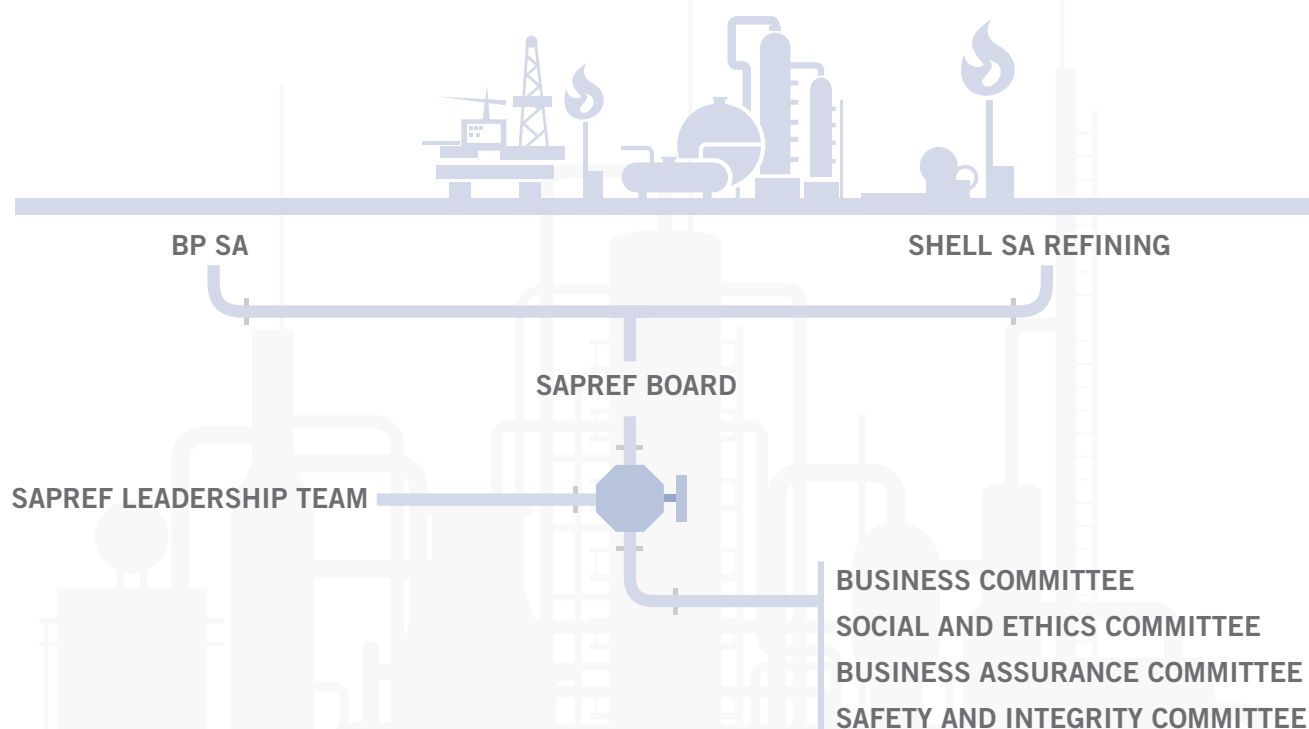 BP SA
SHELL SA REFINING
SAPREF BOARD
SAPREF LEADERSHIP TEAM
BUSINESS COMMITTEE
SOCIAL AND ETHICS COMMITTEE
BUSINESS ASSURANCE COMMITTEE
SAFETY AND INTEGRITY COMMITTEE